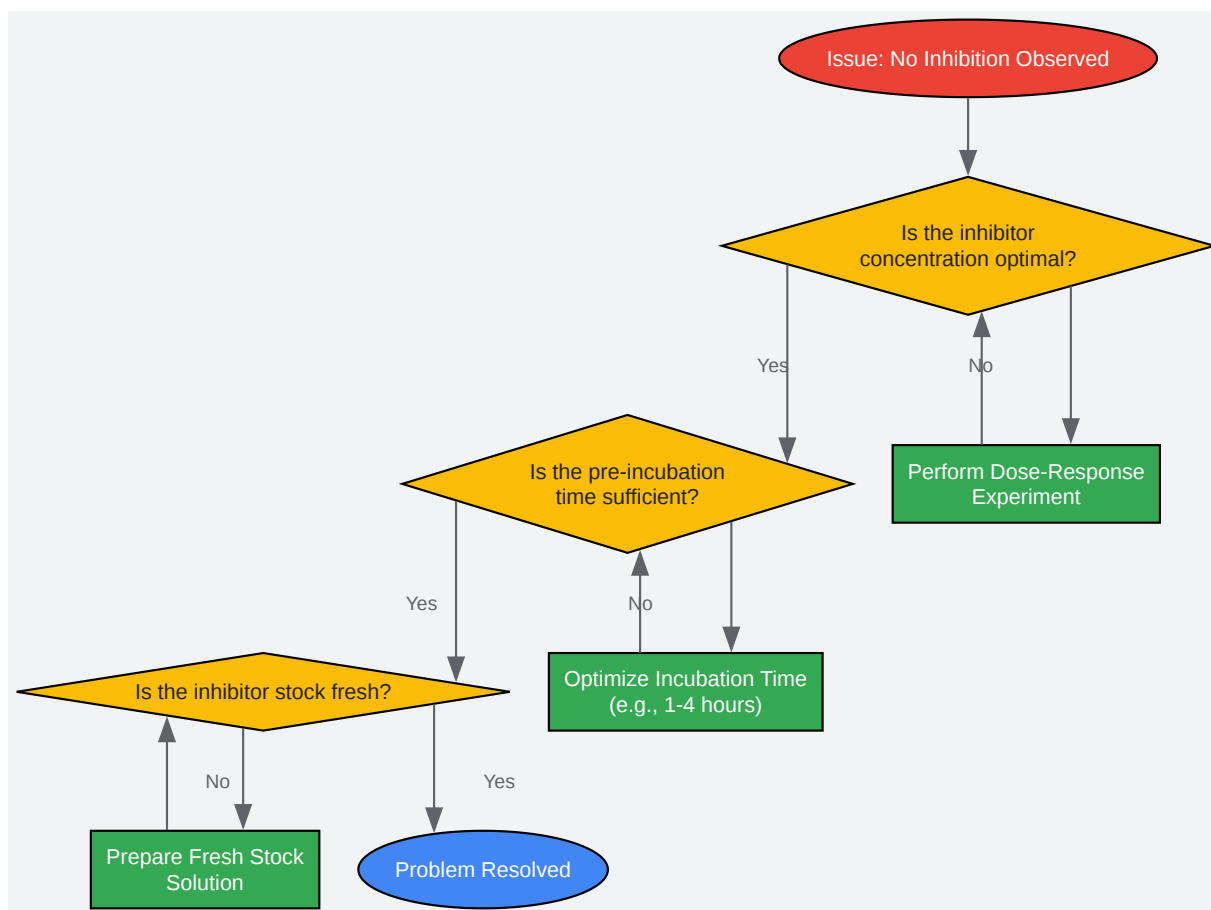 Issue: No Inhibition Observed
Is the inhibitor
concentration optimal?
Yes
No
Perform Dose-Response
Experiment
Is the pre-incubation
time sufficient?
Yes
No
Optimize Incubation Time
(e.g., 1-4 hours)
Is the inhibitor stock fresh?
No
Yes
Prepare Fresh Stock
Solution
Problem Resolved